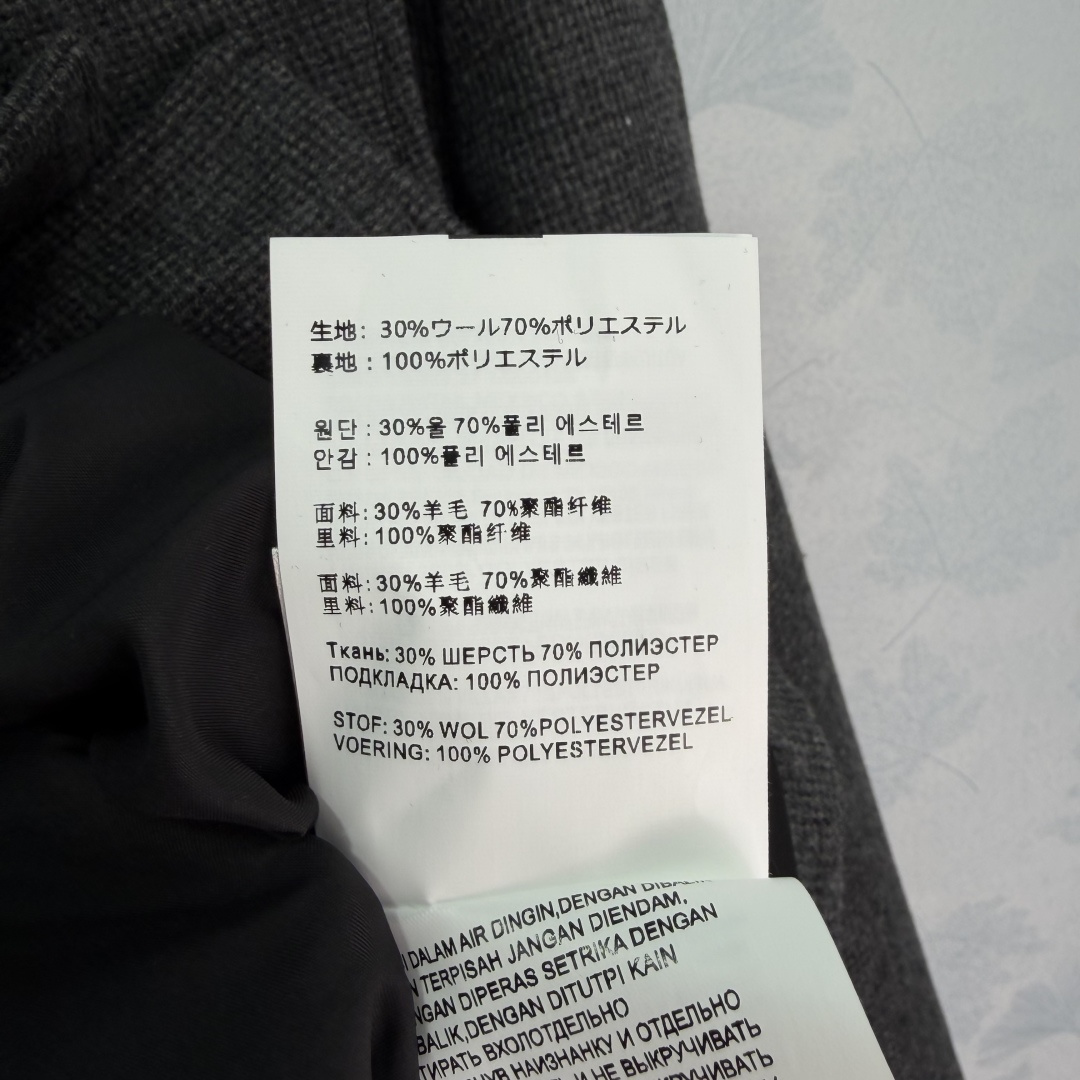 生地: 30%ウール70%ポリエステル
裏地 : 100%ポリエステル
원단 : 30%울 70%폴리 에스테르
안감 : 100%폴리 에스테르
面料: 30%羊毛 70%聚酯纤维
里料: 100%聚酯纤维
面料: 30%羊毛 70%聚酯纖維
里料: 100%聚酯纖維
Ткань: 30% ШЕРСТЬ 70% ПОЛИЭСТЕР
ПОДКЛАДКА: 100% ПОЛИЭСТЕР
STOF: 30% WOL 70%POLYESTERVEZEL
VOERING: 100% POLYESTERVEZEL
DALAM AIR DINGIN,DENGAN
TERPISAH JANGAN DIENDAM.
DIPERAS SETRIKA DENGAN
BALIK,DENGAN DITUTPI KAIN
ВХОЛОТДЕЛЬНО
НАИЗНАНКУ И ОТДЕЛЬНО
И НЕ ВЫКРУЧИВАТЬ